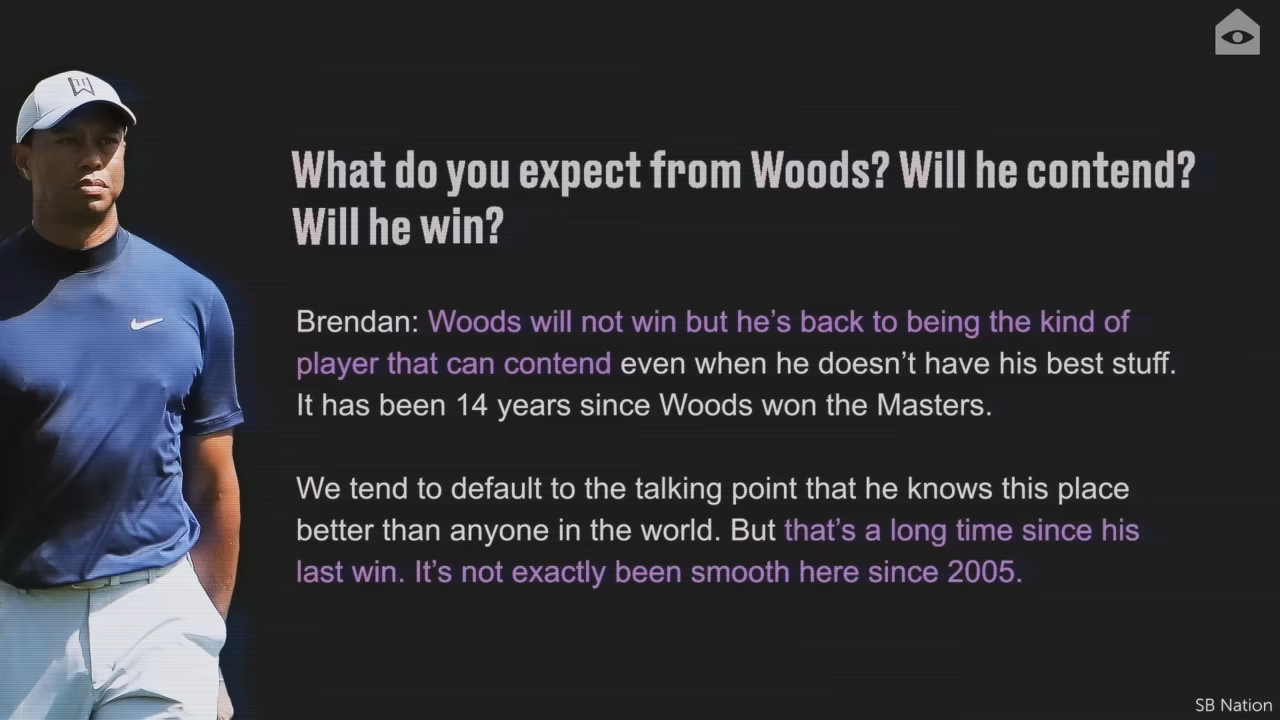 What do you expect from Woods? Will he contend?
Will he win?
Brendan: Woods will not win but he’s back to being the kind of
player that can contend even when he doesn’t have his best stuff.
It has been 14 years since Woods won the Masters.
We tend to default to the talking point that he knows this place
better than anyone in the world. But that’s a long time since his
last win. It’s not exactly been smooth here since 2005.
SB Nation